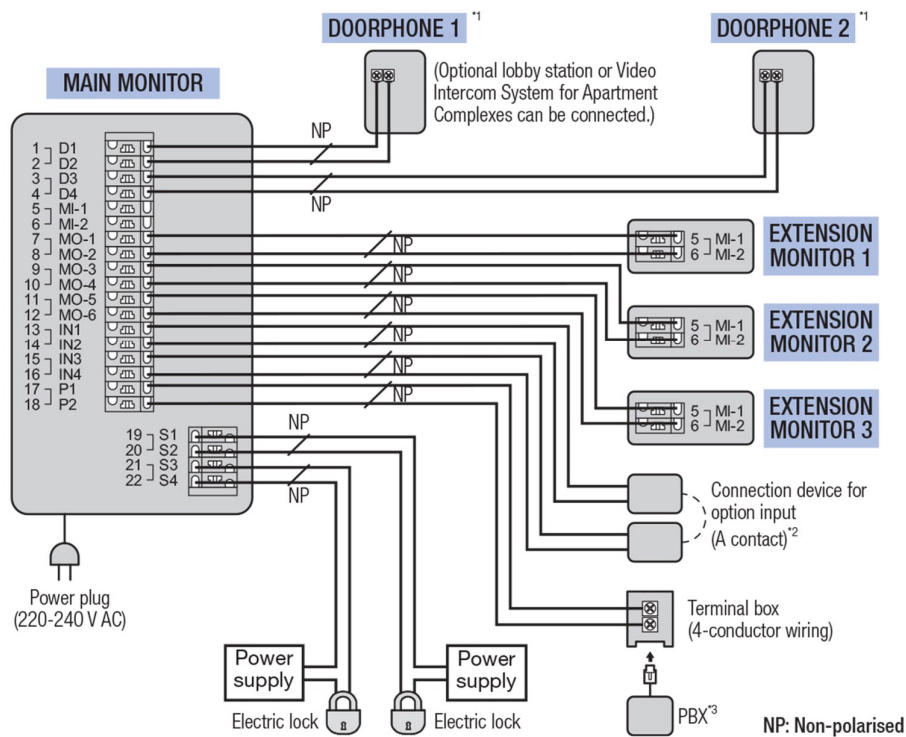 DOORPHONE 1 *1
DOORPHONE 2 *1
MAIN MONITOR
(Optional lobby station or Video
Intercom System for Apartment
Complexes can be connected.)
NP
1 D1
2 D2
3 D3
4 D4
NP
5 MI-1
6 MI-2
7 MO-1
8 MO-2
9 MO-3
10 MO-4
11 MO-5
12 MO-6
13 IN1
14 IN2
15 IN3
16 IN4
17 P1
18 P2
NP
NP
NP
NP
NP
NP
5 MI-1
6 MI-2
EXTENSION
MONITOR 1
5 MI-1
6 MI-2
EXTENSION
MONITOR 2
5 MI-1
6 MI-2
EXTENSION
MONITOR 3
19 S1
20 S2
21 S3
22 S4
NP
NP
Connection device for
option input
(A contact)*2
Power plug
(220-240 V AC)
Terminal box
(4-conductor wiring)
Power
supply
Electric lock
Power
supply
Electric lock
PBX*3
NP: Non-polarised